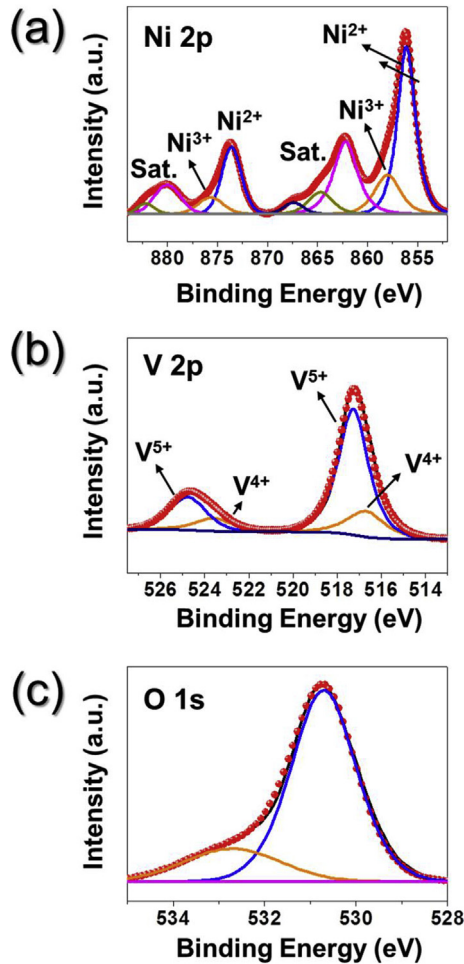 (a)
Ni 2p
Ni²⁺
Ni³⁺
Ni³⁺
Ni²⁺
Sat.
Sat.
Intensity (a.u.)
880 875 870 865 860 855
Binding Energy (eV)
(b)
V 2p
V⁵⁺
V⁵⁺
V⁴⁺
V⁴⁺
Intensity (a.u.)
526 524 522 520 518 516 514
Binding Energy (eV)
(c)
O 1s
Intensity (a.u.)
534 532 530 528
Binding Energy (eV)